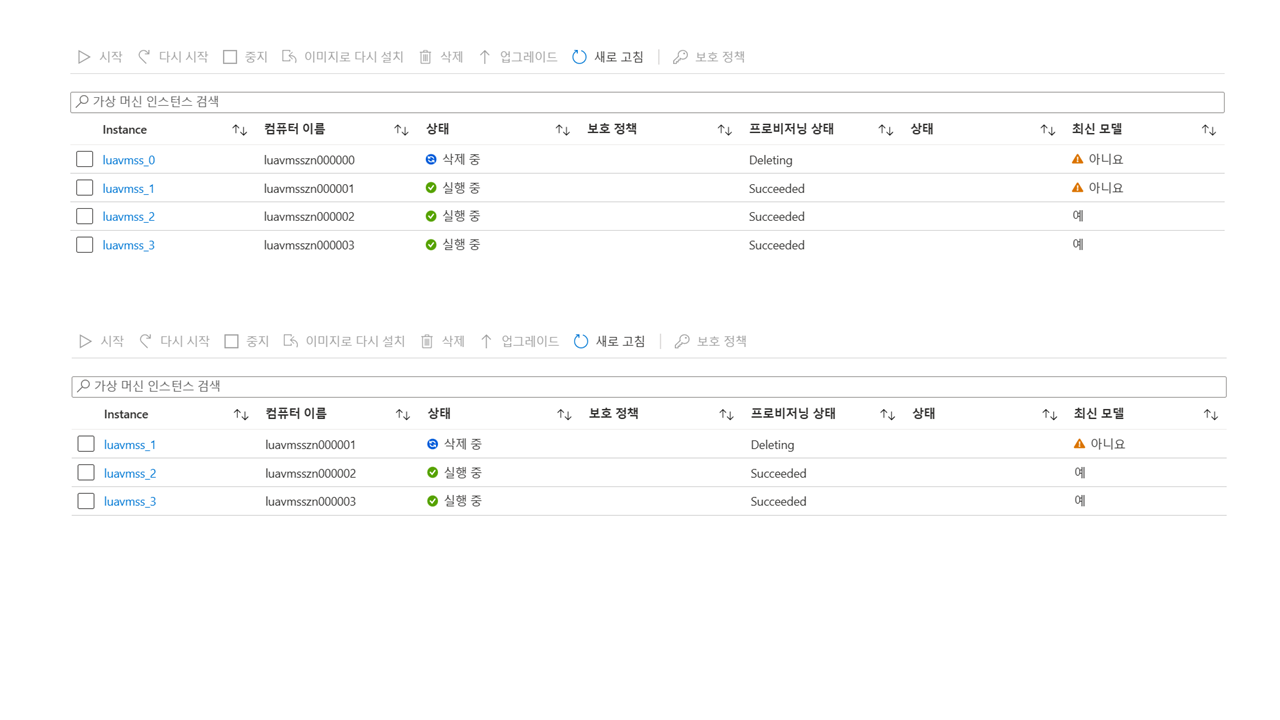 시작 다시 시작 중지 이미지로 다시 설치 삭제 업그레이드 새로 고침 보호 정책
가상 머신 인스턴스 검색
Instance 컴퓨터 이름 상태 보호 정책 프로비저닝 상태 상태 최신 모델
luavmss_0 luavmsszn000000 삭제 중 Deleting 아니요
luavmss_1 luavmsszn000001 실행 중 Succeeded 아니요
luavmss_2 luavmsszn000002 실행 중 Succeeded 예
luavmss_3 luavmsszn000003 실행 중 Succeeded 예
시작 다시 시작 중지 이미지로 다시 설치 삭제 업그레이드 새로 고침 보호 정책
가상 머신 인스턴스 검색
Instance 컴퓨터 이름 상태 보호 정책 프로비저닝 상태 상태 최신 모델
luavmss_1 luavmsszn000001 삭제 중 Deleting 아니요
luavmss_2 luavmsszn000002 실행 중 Succeeded 예
luavmss_3 luavmsszn000003 실행 중 Succeeded 예